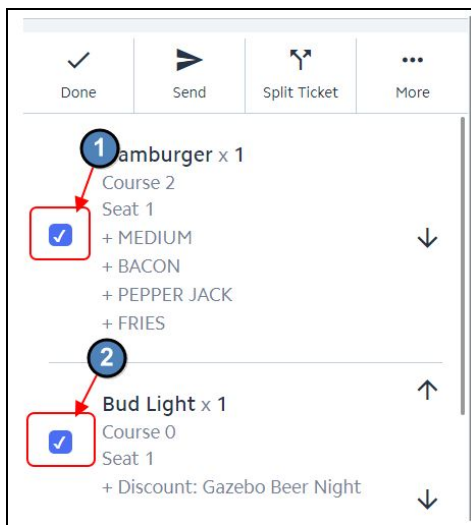 Done Send Split Ticket More
1
Hamburger x 1
Course 2
Seat 1
+ MEDIUM
+ BACON
+ PEPPER JACK
+ FRIES
2
Bud Light x 1
Course 0
Seat 1
+ Discount: Gazebo Beer Night